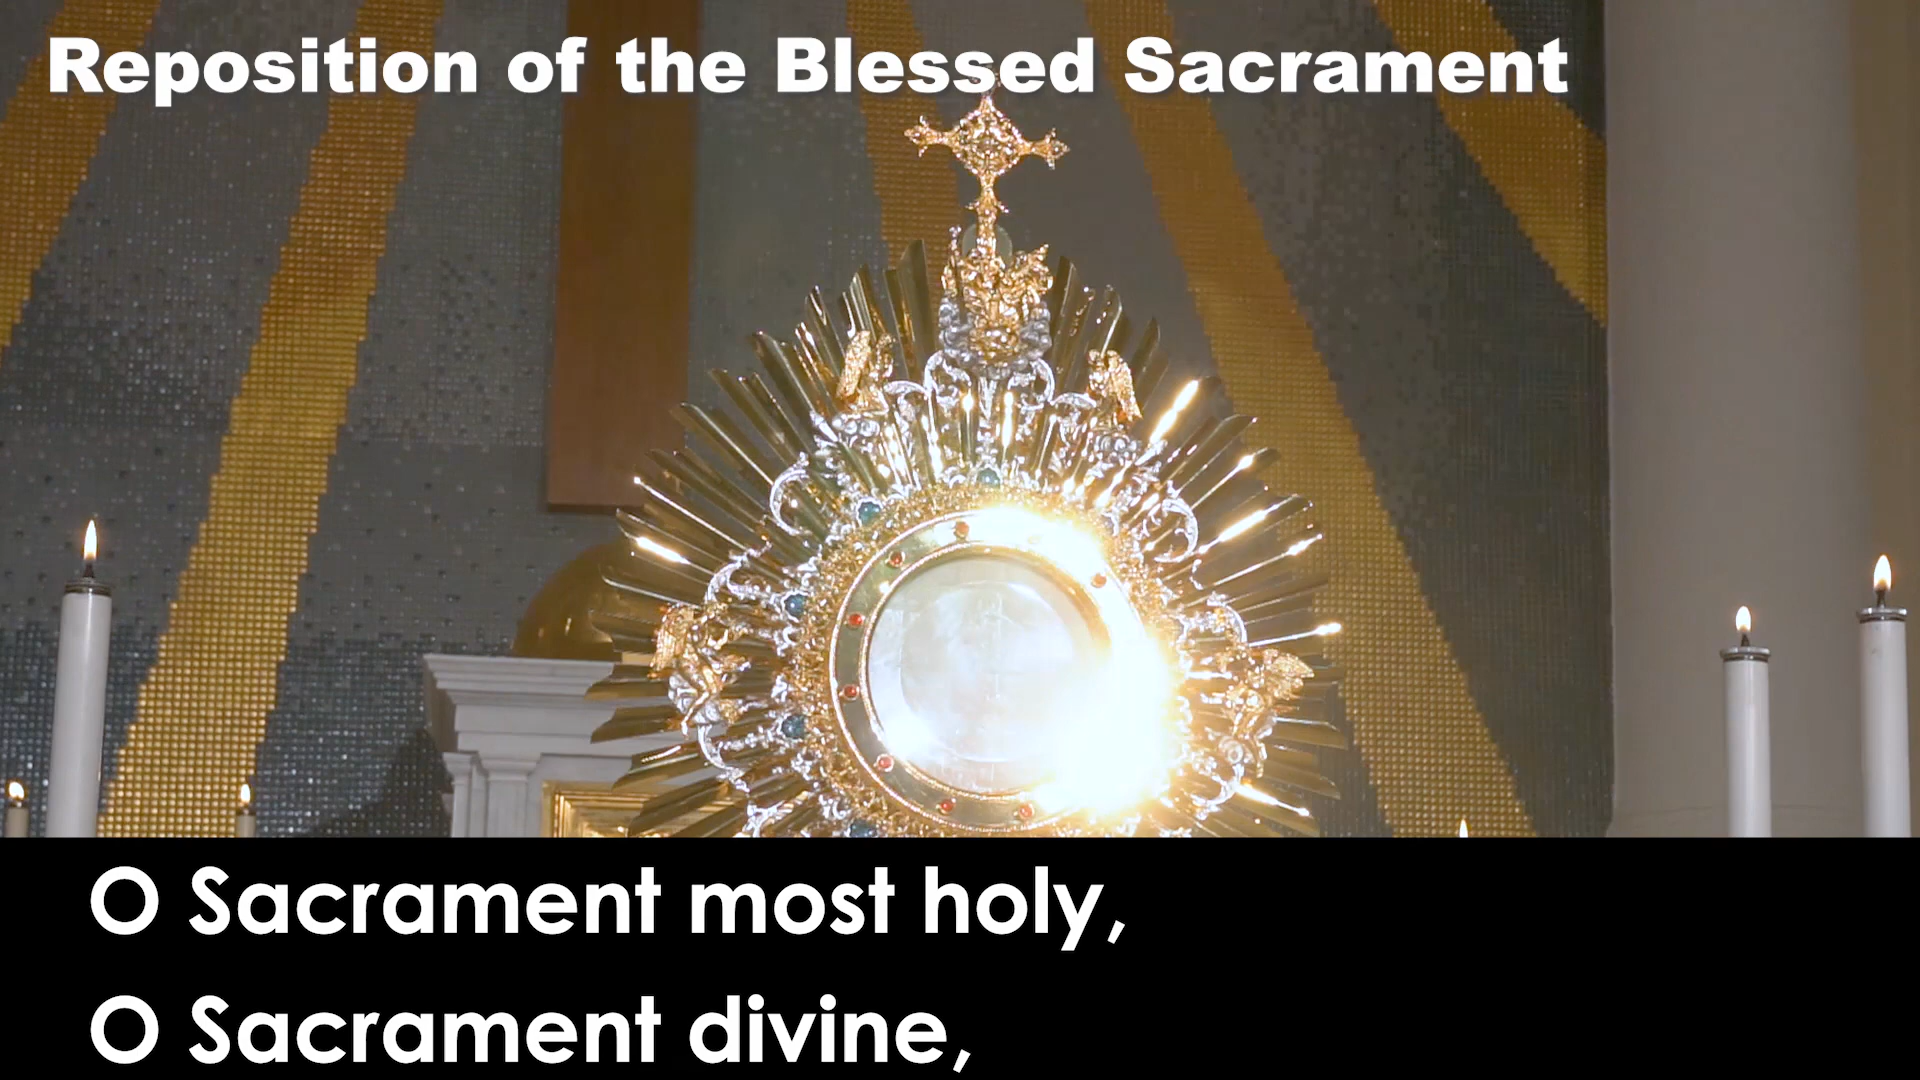 Reposition of the Blessed Sacrament
O Sacrament most holy,
O Sacrament divine,